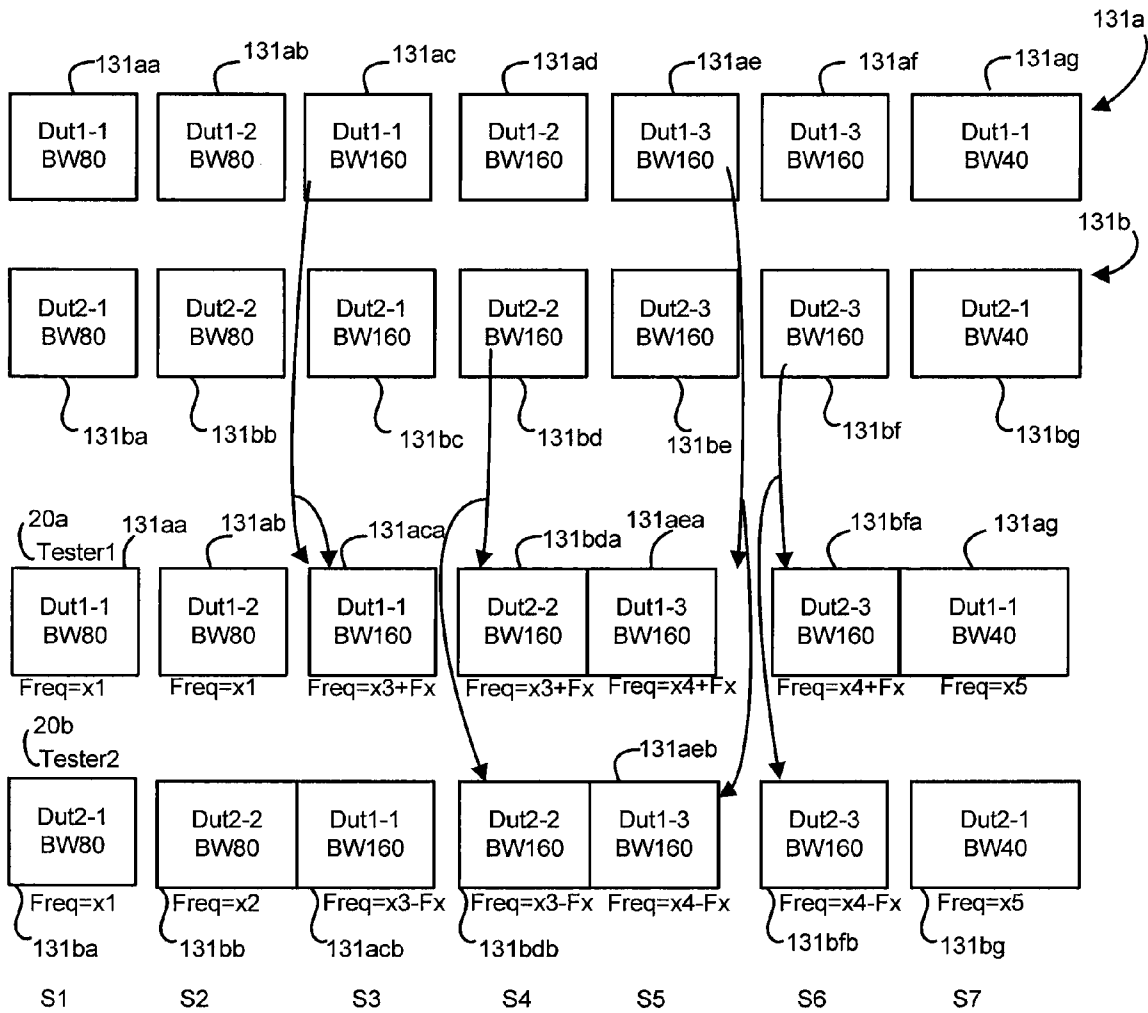 131aa 131ab 131ac 131ad 131ae 131af 131ag 131a
Dut1-1 Dut1-2 Dut1-1 Dut1-2 Dut1-3 Dut1-3 Dut1-1
BW80 BW80 BW160 BW160 BW160 BW160 BW40
131b
Dut2-1 Dut2-2 Dut2-1 Dut2-2 Dut2-3 Dut2-3 Dut2-1
BW80 BW80 BW160 BW160 BW160 BW160 BW40
131ba 131bb 131bc 131bd 131be 131bf 131bg
20a 131aa 131ab 131aca 131bda 131aea 131bfa 131ag
Tester1
Dut1-1 Dut1-2 Dut1-1 Dut2-2 Dut1-3 Dut2-3 Dut1-1
BW80 BW80 BW160 BW160 BW160 BW160 BW40
Freq=x1 Freq=x1 Freq=x3+Fx Freq=x3+Fx Freq=x4+Fx Freq=x4+Fx Freq=x5
20b
Tester2 131aeb
Dut2-1 Dut2-2 Dut1-1 Dut2-2 Dut1-3 Dut2-3 Dut2-1
BW80 BW80 BW160 BW160 BW160 BW160 BW40
Freq=x1 Freq=x2 Freq=x3-Fx Freq=x3-Fx Freq=x4-Fx Freq=x4-Fx Freq=x5
131ba 131bb 131acb 131bdb 131bfb 131bg
S1 S2 S3 S4 S5 S6 S7